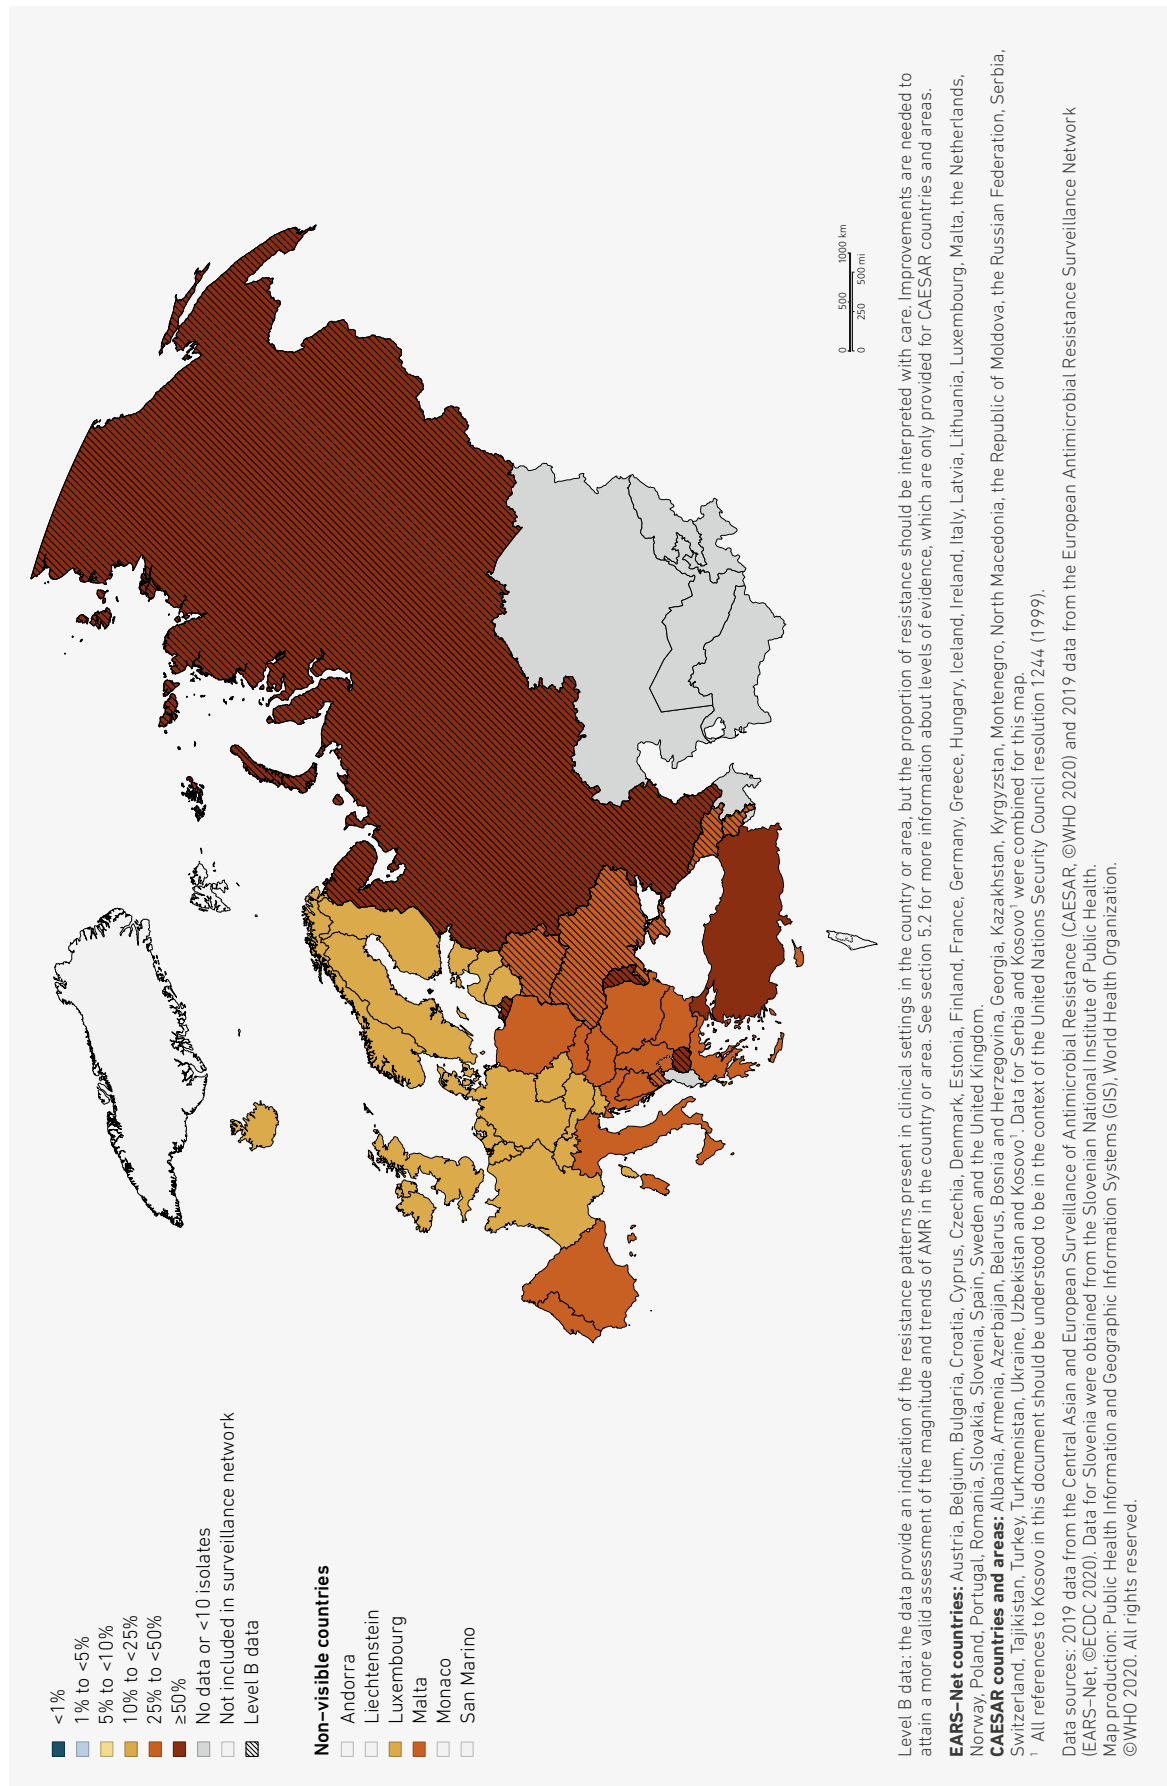 <1%
1% to <5%
5% to <10%
10% to <25%
25% to <50%
≥50%
No data or <10 isolates
Not included in surveillance network
Level B data
Non–visible countries
Andorra
Liechtenstein
Luxembourg
Malta
Monaco
San Marino
0 500 1000 km
0 250 500 mi
Level B data: the data provide an indication of the resistance patterns present in clinical settings in the country or area, but the proportion of resistance should be interpreted with care. Improvements are needed to
attain a more valid assessment of the magnitude and trends of AMR in the country or area. See section 5.2 for more information about levels of evidence, which are only provided for CAESAR countries and areas.
EARS–Net countries: Austria, Belgium, Bulgaria, Croatia, Cyprus, Czechia, Denmark, Estonia, Finland, France, Germany, Greece, Hungary, Iceland, Ireland, Italy, Latvia, Lithuania, Luxembourg, Malta, the Netherlands,
Norway, Poland, Portugal, Romania, Slovakia, Slovenia, Spain, Sweden and the United Kingdom.
CAESAR countries and areas: Albania, Armenia, Azerbaijan, Belarus, Bosnia and Herzegovina, Georgia, Kazakhstan, Kyrgyzstan, Montenegro, North Macedonia, the Republic of Moldova, the Russian Federation, Serbia,
Switzerland, Tajikistan, Turkey, Turkmenistan, Ukraine, Uzbekistan and Kosovo¹. Data for Serbia and Kosovo¹ were combined for this map.
¹ All references to Kosovo in this document should be understood to be in the context of the United Nations Security Council resolution 1244 (1999).
Data sources: 2019 data from the Central Asian and European Surveillance of Antimicrobial Resistance (CAESAR, ©WHO 2020) and 2019 data from the European Antimicrobial Resistance Surveillance Network
(EARS–Net, ©ECDC 2020). Data for Slovenia were obtained from the Slovenian National Institute of Public Health.
Map production: Public Health Information and Geographic Information Systems (GIS), World Health Organization.
©WHO 2020. All rights reserved.